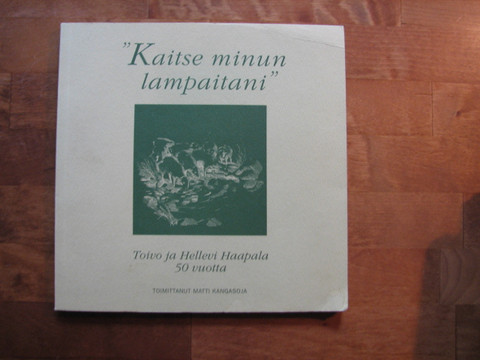 "Kaitse minun
lampaitani"
Toivo ja Hellevi Haapala
50 vuotta
TOIMITTANUT MATTI KANGASOJA